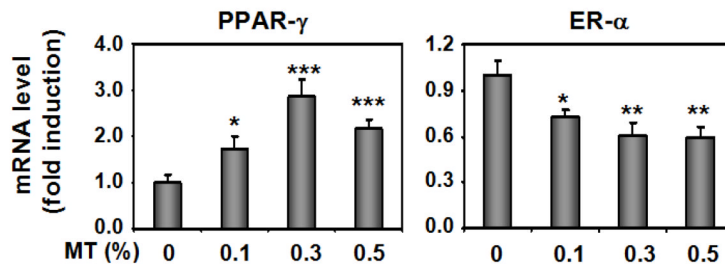 PPAR-γ
ER-α
mRNA level
(fold induction)
4.0
3.0
2.0
1.0
0.0
*
***
***
1.2
0.9
0.6
0.3
0.0
*
**
**
MT (%) 0 0.1 0.3 0.5
0 0.1 0.3 0.5